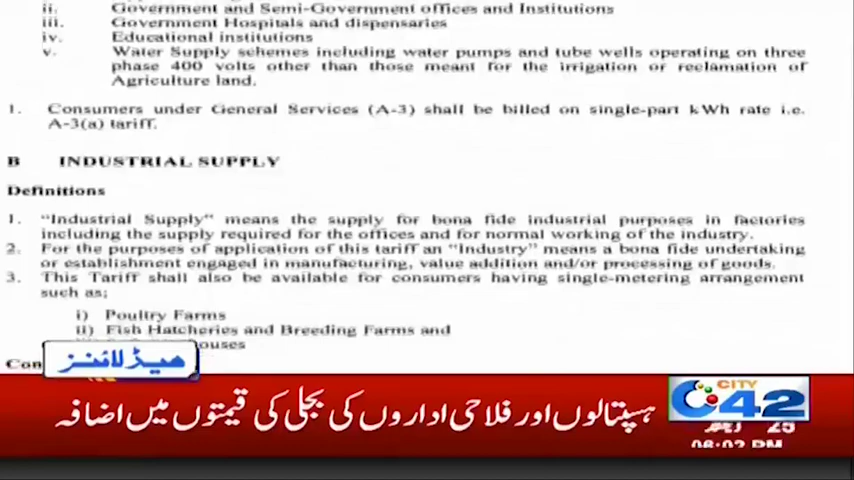 ii. Government and Semi-Government offices and Institutions
iii. Government Hospitals and dispensaries
iv. Educational institutions
v. Water Supply schemes including water pumps and tube wells operating on three
phase 400 volts other than those meant for the irrigation or reclamation of
Agriculture land.
1. Consumers under General Services (A-3) shall be billed on single-part kWh rate i.e.
A-3(a) tariff.
B INDUSTRIAL SUPPLY
Definitions
1. "Industrial Supply" means the supply for bona fide industrial purposes in factories
including the supply required for the offices and for normal working of the industry.
2. For the purposes of application of this tariff an "Industry" means a bona fide undertaking
or establishment engaged in manufacturing, value addition and/or processing of goods.
3. This Tariff shall also be available for consumers having single-metering arrangement
such as;
i) Poultry Farms
ii) Fish Hatcheries and Breeding Farms and
Con
ہیڈلائنز
ہسپتالوں اور فلاحی اداروں کی بجلی کی قیمتوں میں اضافہ
CITY
42
25
06:02 PM